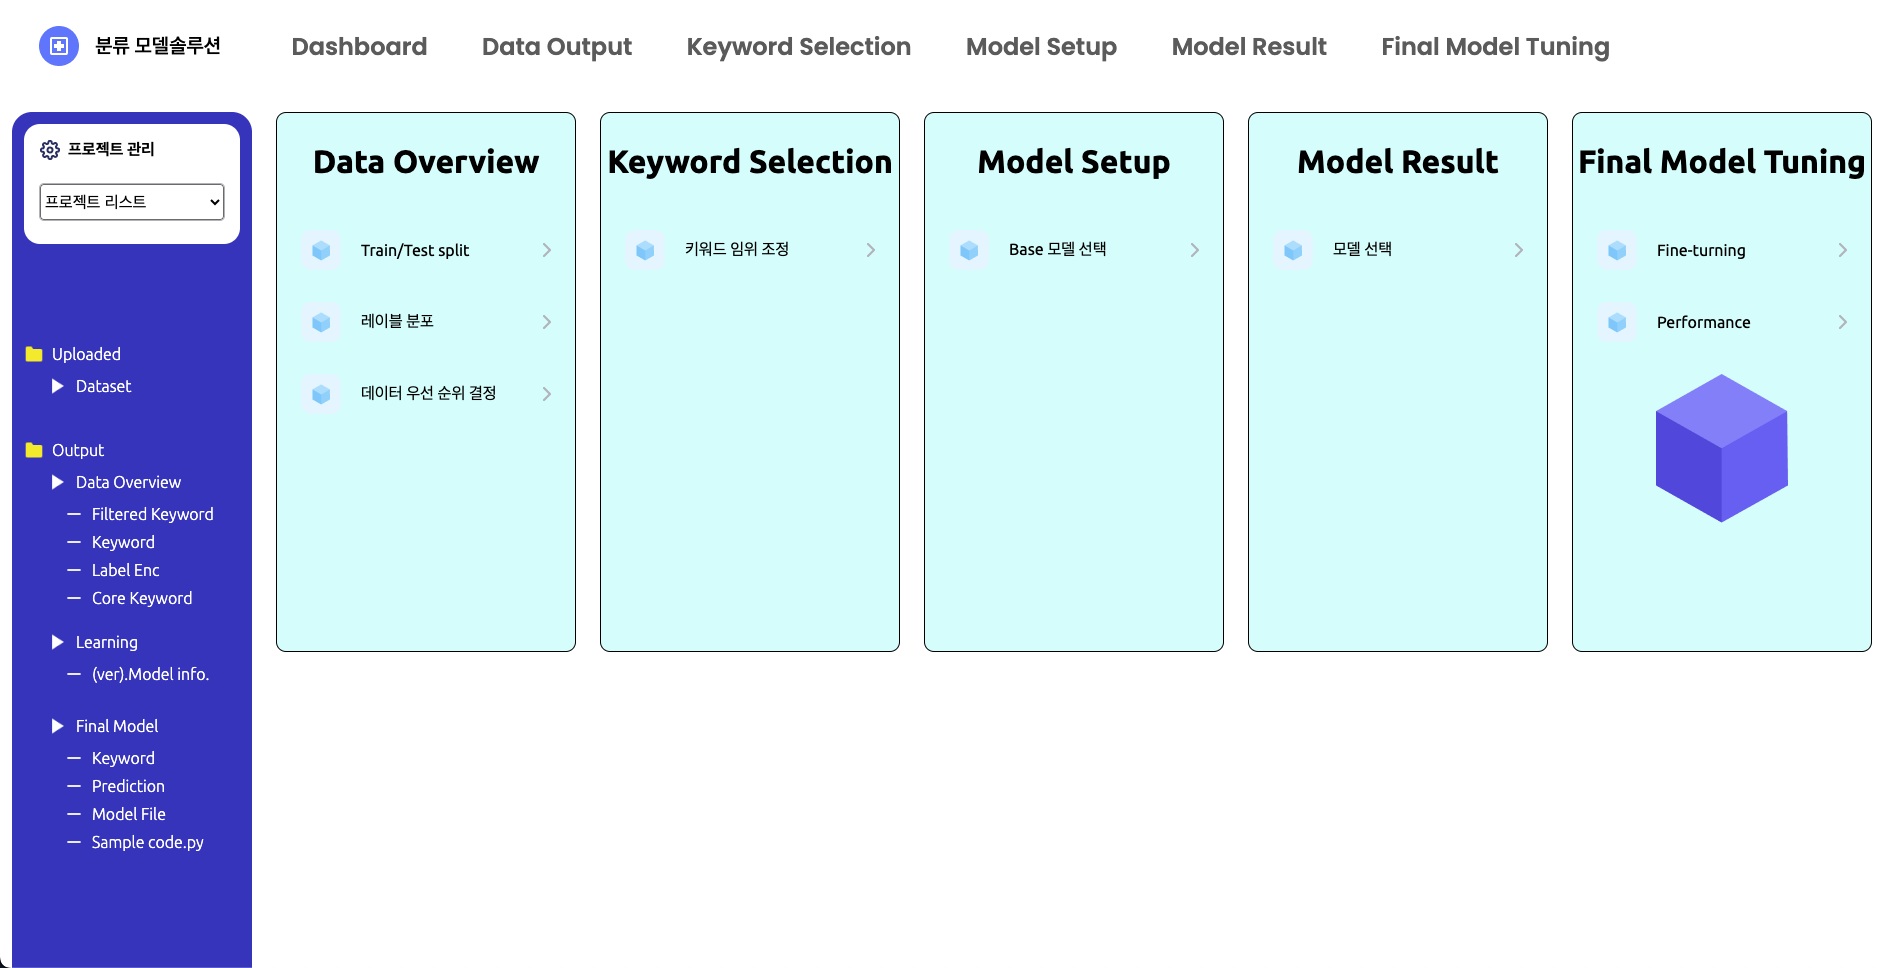 분류 모델솔루션
Dashboard
Data Output
Keyword Selection
Model Setup
Model Result
Final Model Tuning
프로젝트 관리
프로젝트 리스트
Uploaded
Dataset
Output
Data Overview
Filtered Keyword
Keyword
Label Enc
Core Keyword
Learning
(ver).Model info.
Final Model
Keyword
Prediction
Model File
Sample code.py
Data Overview
Train/Test split
레이블 분포
데이터 우선 순위 결정
Keyword Selection
키워드 임위 조정
Model Setup
Base 모델 선택
Model Result
모델 선택
Final Model Tuning
Fine-turning
Performance